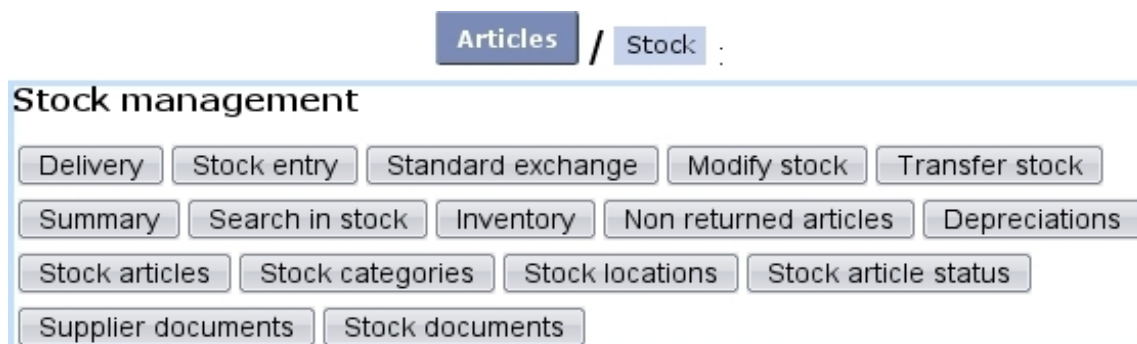 Articles / Stock :
Stock management
Delivery Stock entry Standard exchange Modify stock Transfer stock
Summary Search in stock Inventory Non returned articles Depreciations
Stock articles Stock categories Stock locations Stock article status
Supplier documents Stock documents